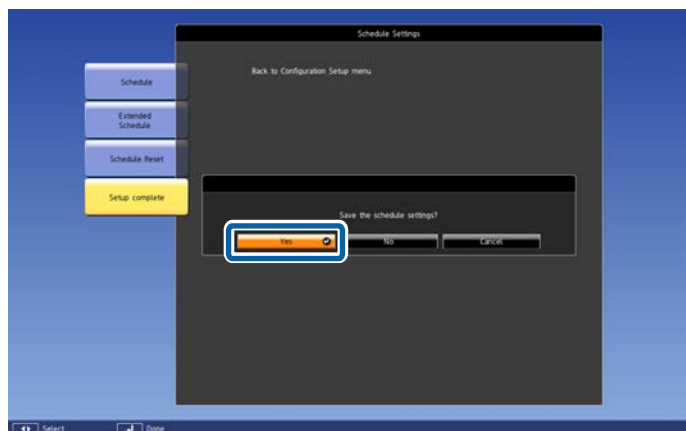 Schedule Settings
Schedule
Back to Configuration Setup menu
Extended
Schedule
Schedule Reset
Setup complete
Save the schedule settings?
Yes No Cancel
Select Done